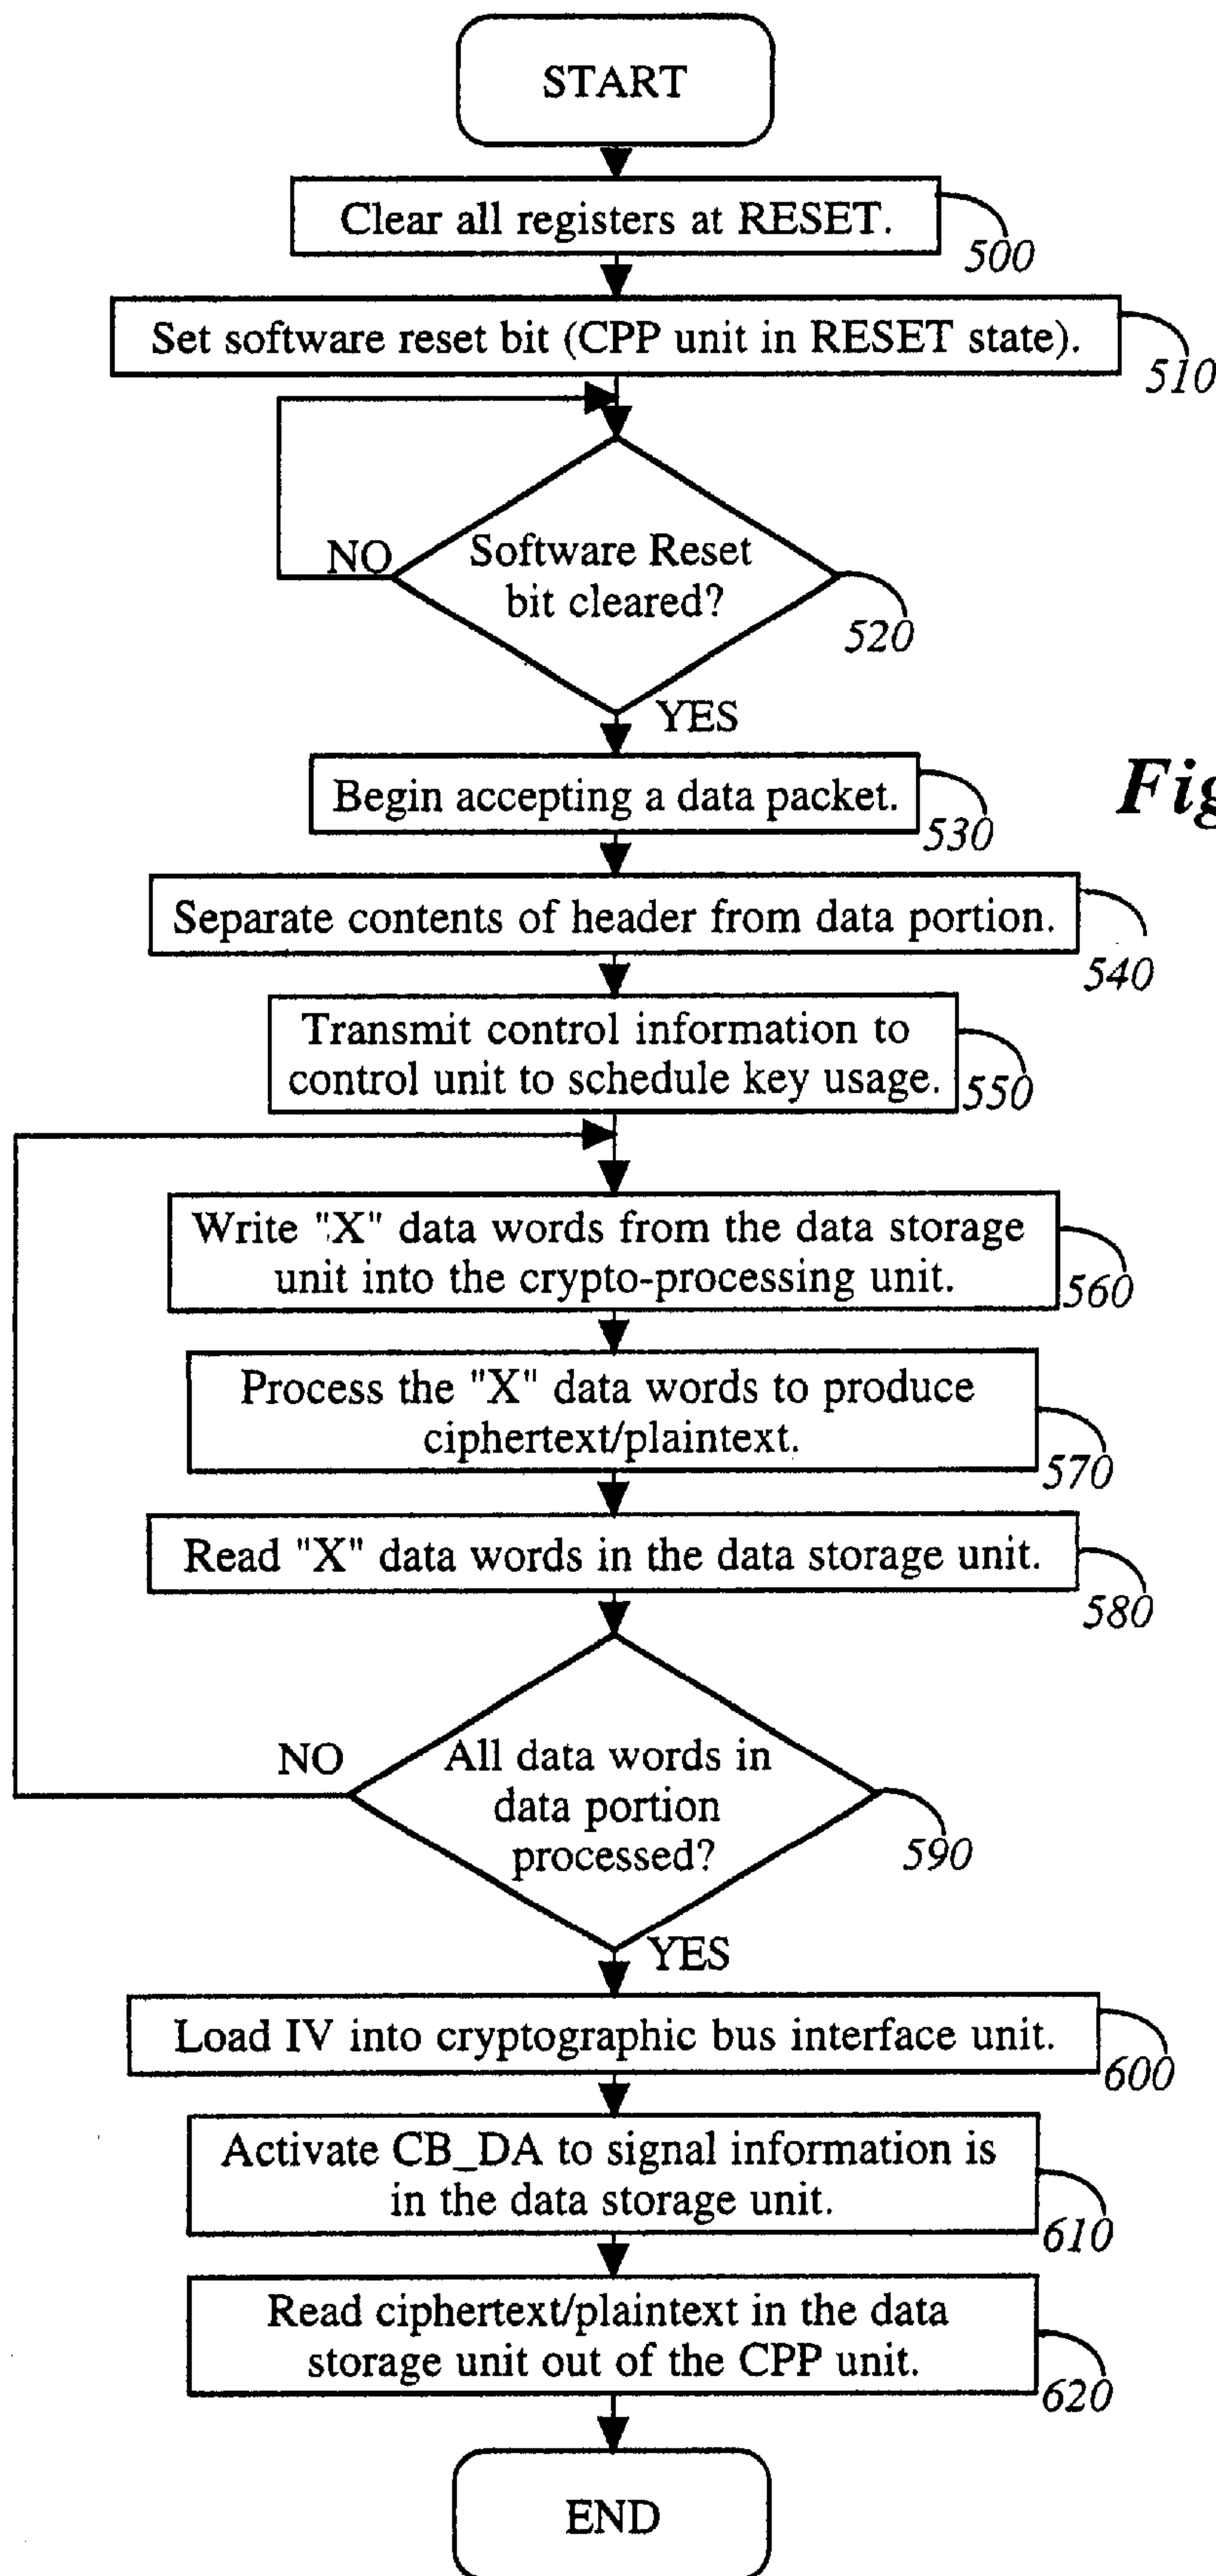 START
Clear all registers at RESET.
500
Set software reset bit (CPP unit in RESET state).
510
NO
Software Reset
bit cleared?
520
YES
Begin accepting a data packet.
530
Fig
Separate contents of header from data portion.
540
Transmit control information to
control unit to schedule key usage.
550
Write "X" data words from the data storage
unit into the crypto-processing unit.
560
Process the "X" data words to produce
ciphertext/plaintext.
570
Read "X" data words in the data storage unit.
580
NO
All data words in
data portion
processed?
590
YES
Load IV into cryptographic bus interface unit.
600
Activate CB_DA to signal information is
in the data storage unit.
610
Read ciphertext/plaintext in the data
storage unit out of the CPP unit.
620
END